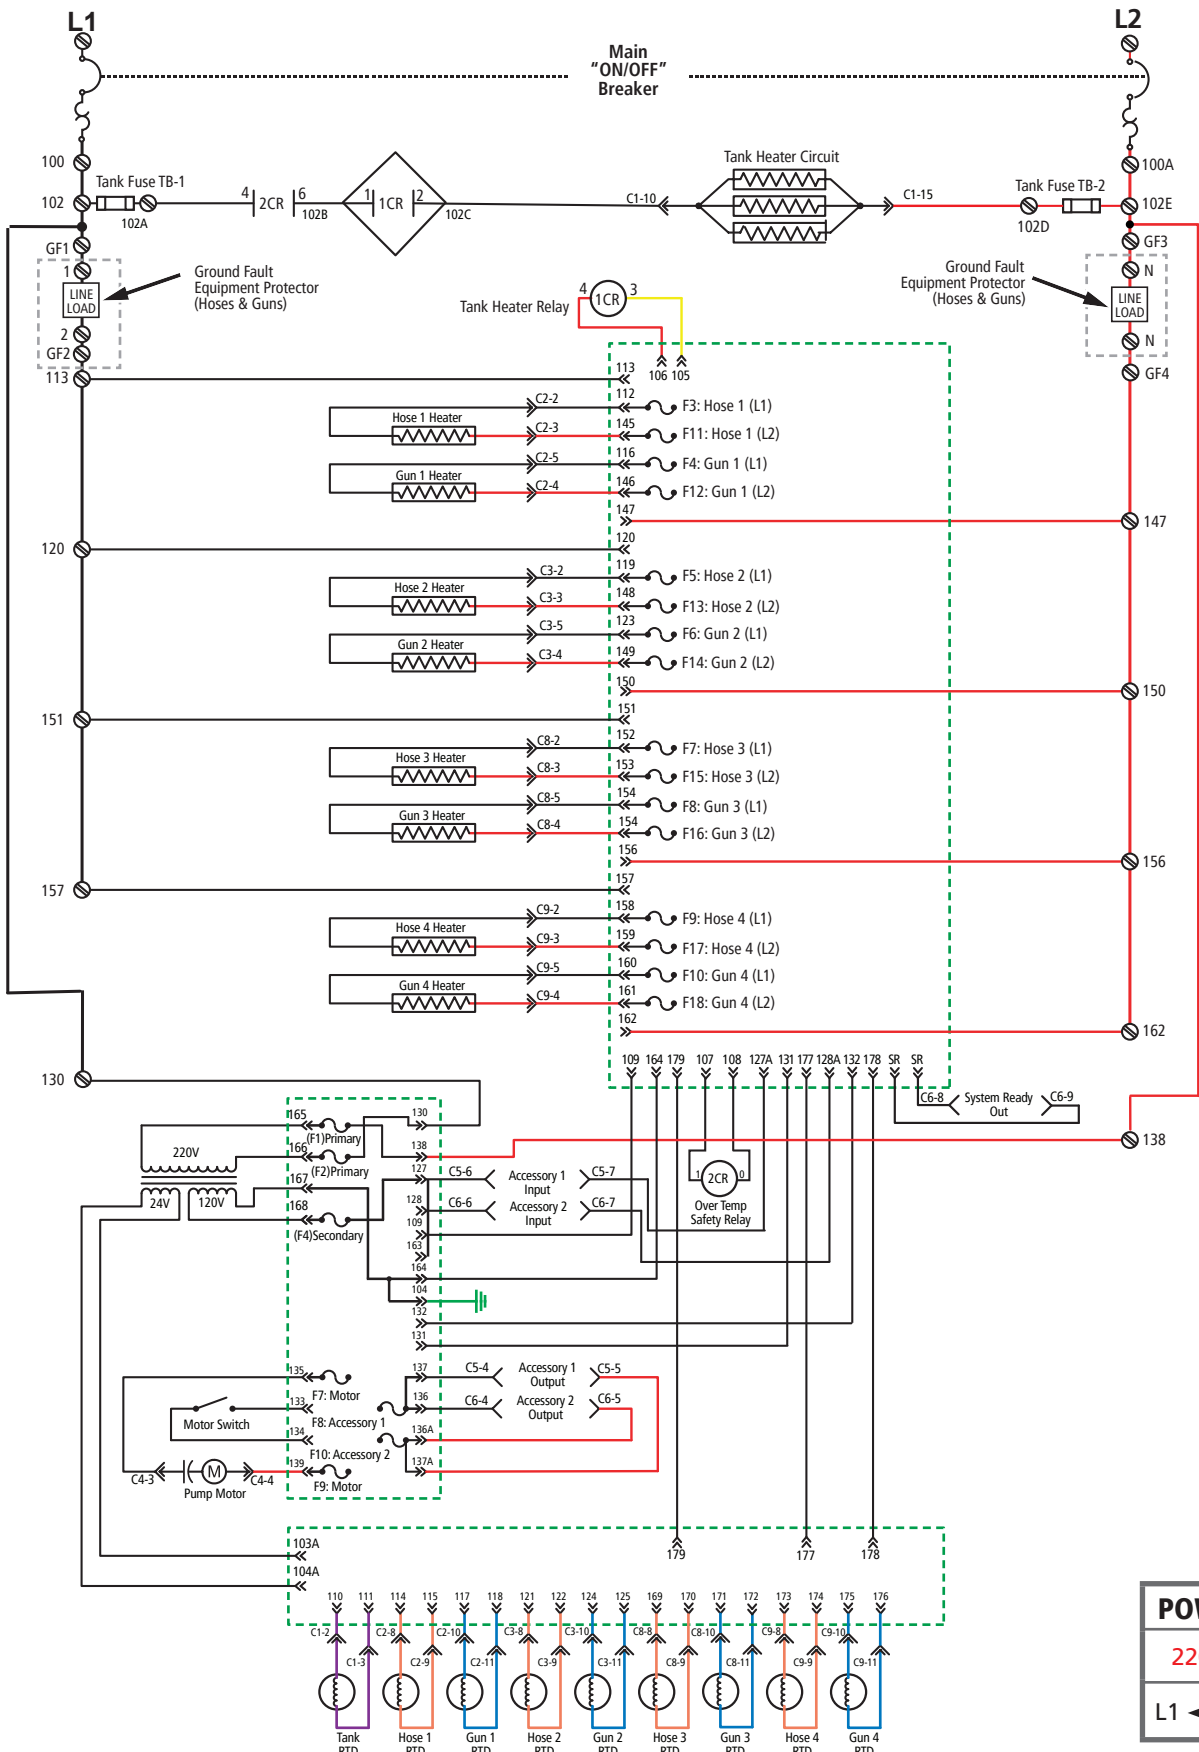 L1
L2
Main
"ON/OFF"
Breaker
100
100A
Tank Fuse TB-1
Tank Heater Circuit
Tank Fuse TB-2
102
102A
4
2CR
6
102B
1
1CR
2
102C
C1-10
C1-15
102D
102E
GF1
GF3
1
LINE
LOAD
2
GF2
Ground Fault
Equipment Protector
(Hoses & Guns)
Ground Fault
Equipment Protector
(Hoses & Guns)
N
LINE
LOAD
N
GF4
Tank Heater Relay
4
1CR
3
106
105
113
113
112
C2-2
F3: Hose 1 (L1)
Hose 1 Heater
C2-3
145
F11: Hose 1 (L2)
C2-5
116
F4: Gun 1 (L1)
Gun 1 Heater
C2-4
146
F12: Gun 1 (L2)
147
147
120
120
C3-2
119
F5: Hose 2 (L1)
Hose 2 Heater
C3-3
148
F13: Hose 2 (L2)
C3-5
123
F6: Gun 2 (L1)
Gun 2 Heater
C3-4
149
F14: Gun 2 (L2)
150
150
151
151
C8-2
152
F7: Hose 3 (L1)
Hose 3 Heater
C8-3
153
F15: Hose 3 (L2)
C8-5
154
F8: Gun 3 (L1)
Gun 3 Heater
C8-4
154
F16: Gun 3 (L2)
156
156
157
157
C9-2
158
F9: Hose 4 (L1)
Hose 4 Heater
C9-3
159
F17: Hose 4 (L2)
C9-5
160
F10: Gun 4 (L1)
Gun 4 Heater
C9-4
161
F18: Gun 4 (L2)
162
162
109 164 179 107 108 127A 131 177 128A 132 178 SR SR
C6-8
System Ready
Out
C6-9
130
130
165
(F1)Primary
138
138
166
(F2)Primary
220V
24V
120V
167
168
(F4)Secondary
127
C5-6
Accessory 1
Input
C5-7
128
C6-6
Accessory 2
Input
C6-7
109
163
164
104
132
131
1
2CR
0
Over Temp
Safety Relay
135
F7: Motor
137
C5-4
Accessory 1
Output
C5-5
133
Motor Switch
F8: Accessory 1
136
C6-4
Accessory 2
Output
C6-5
134
F10: Accessory 2
136A
137A
139
F9: Motor
C4-3
M
C4-4
Pump Motor
103A
104A
179
177
178
110 111 114 115 117 118 121 122 124 125 169 170 171 172 173 174 175 176
C1-2 C2-8 C2-10 C3-8 C3-10 C8-8 C8-10 C9-8 C9-10
C1-3 C2-9 C2-11 C3-9 C3-11 C8-9 C8-11 C9-9 C9-11
Tank
RTD
Hose 1
RTD
Gun 1
RTD
Hose 2
RTD
Gun 2
RTD
Hose 3
RTD
Gun 3
RTD
Hose 4
RTD
Gun 4
RTD
POW
22
L1